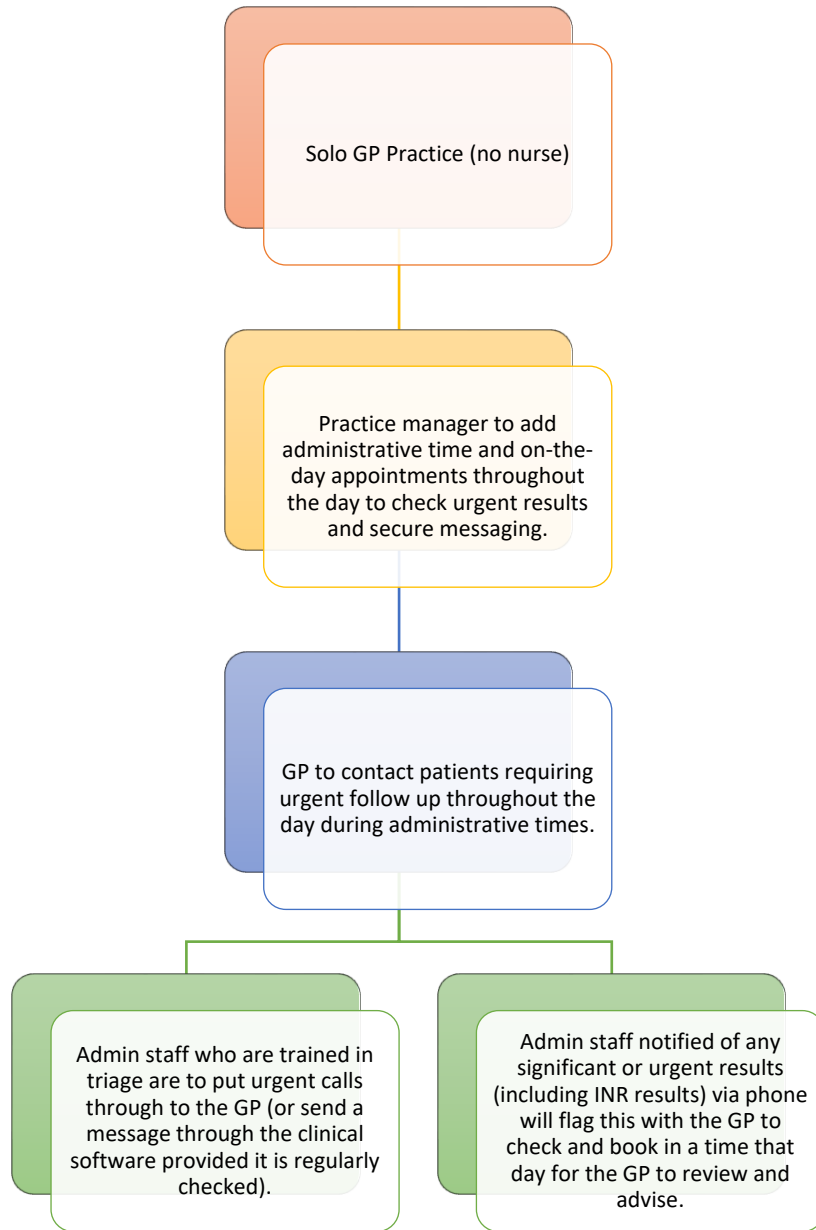 Solo GP Practice (no nurse)
Practice manager to add
administrative time and on-the-
day appointments throughout
the day to check urgent results
and secure messaging.
GP to contact patients requiring
urgent follow up throughout the
day during administrative times.
Admin staff who are trained in
triage are to put urgent calls
through to the GP (or send a
message through the clinical
software provided it is regularly
checked).
Admin staff notified of any
significant or urgent results
(including INR results) via phone
will flag this with the GP to
check and book in a time that
day for the GP to review and
advise.